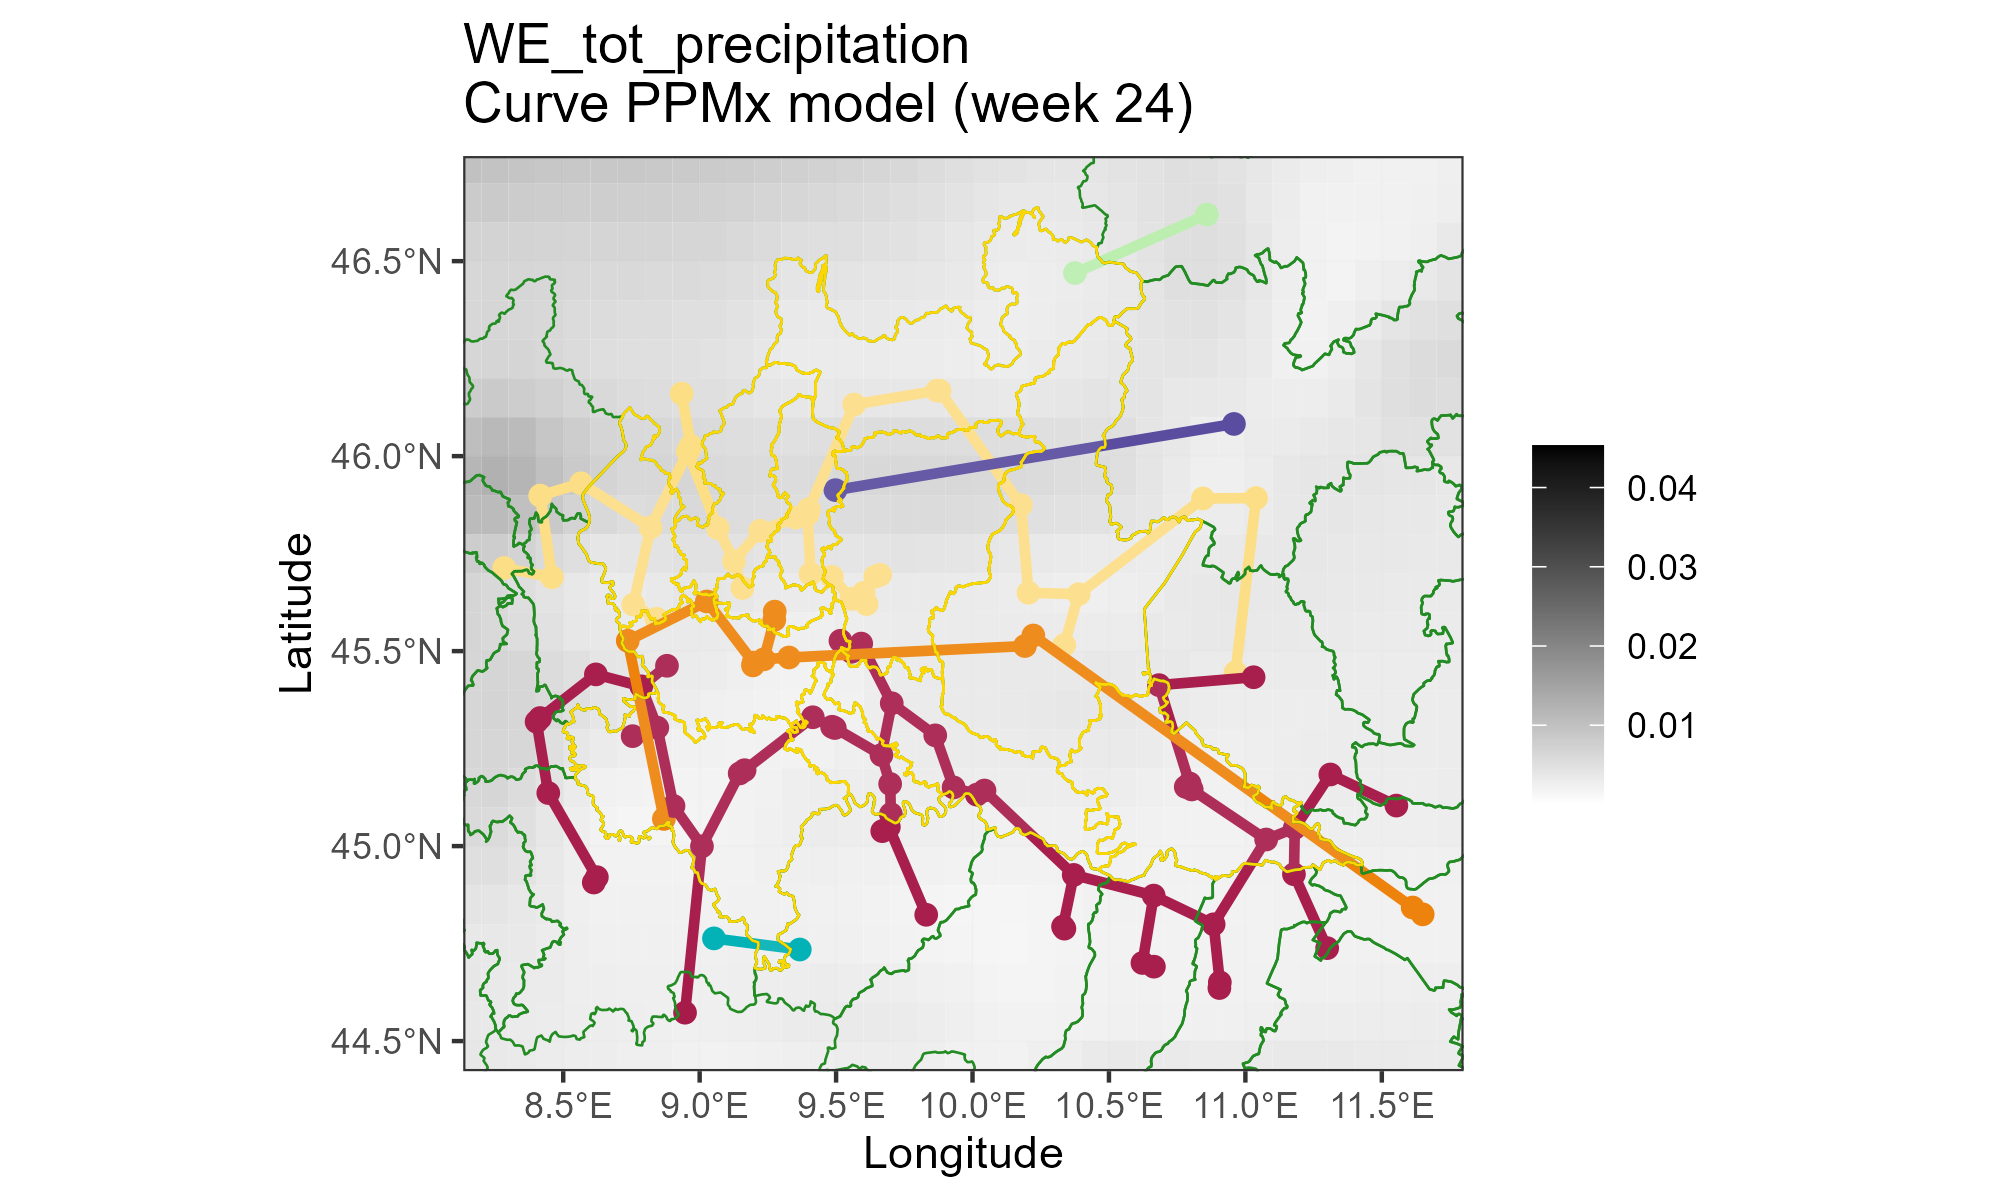 WE_tot_precipitation
Curve PPMx model (week 24)
46.5°N
46.0°N
45.5°N
45.0°N
44.5°N
Latitude
8.5°E 9.0°E 9.5°E 10.0°E 10.5°E 11.0°E 11.5°E
Longitude
0.04
0.03
0.02
0.01